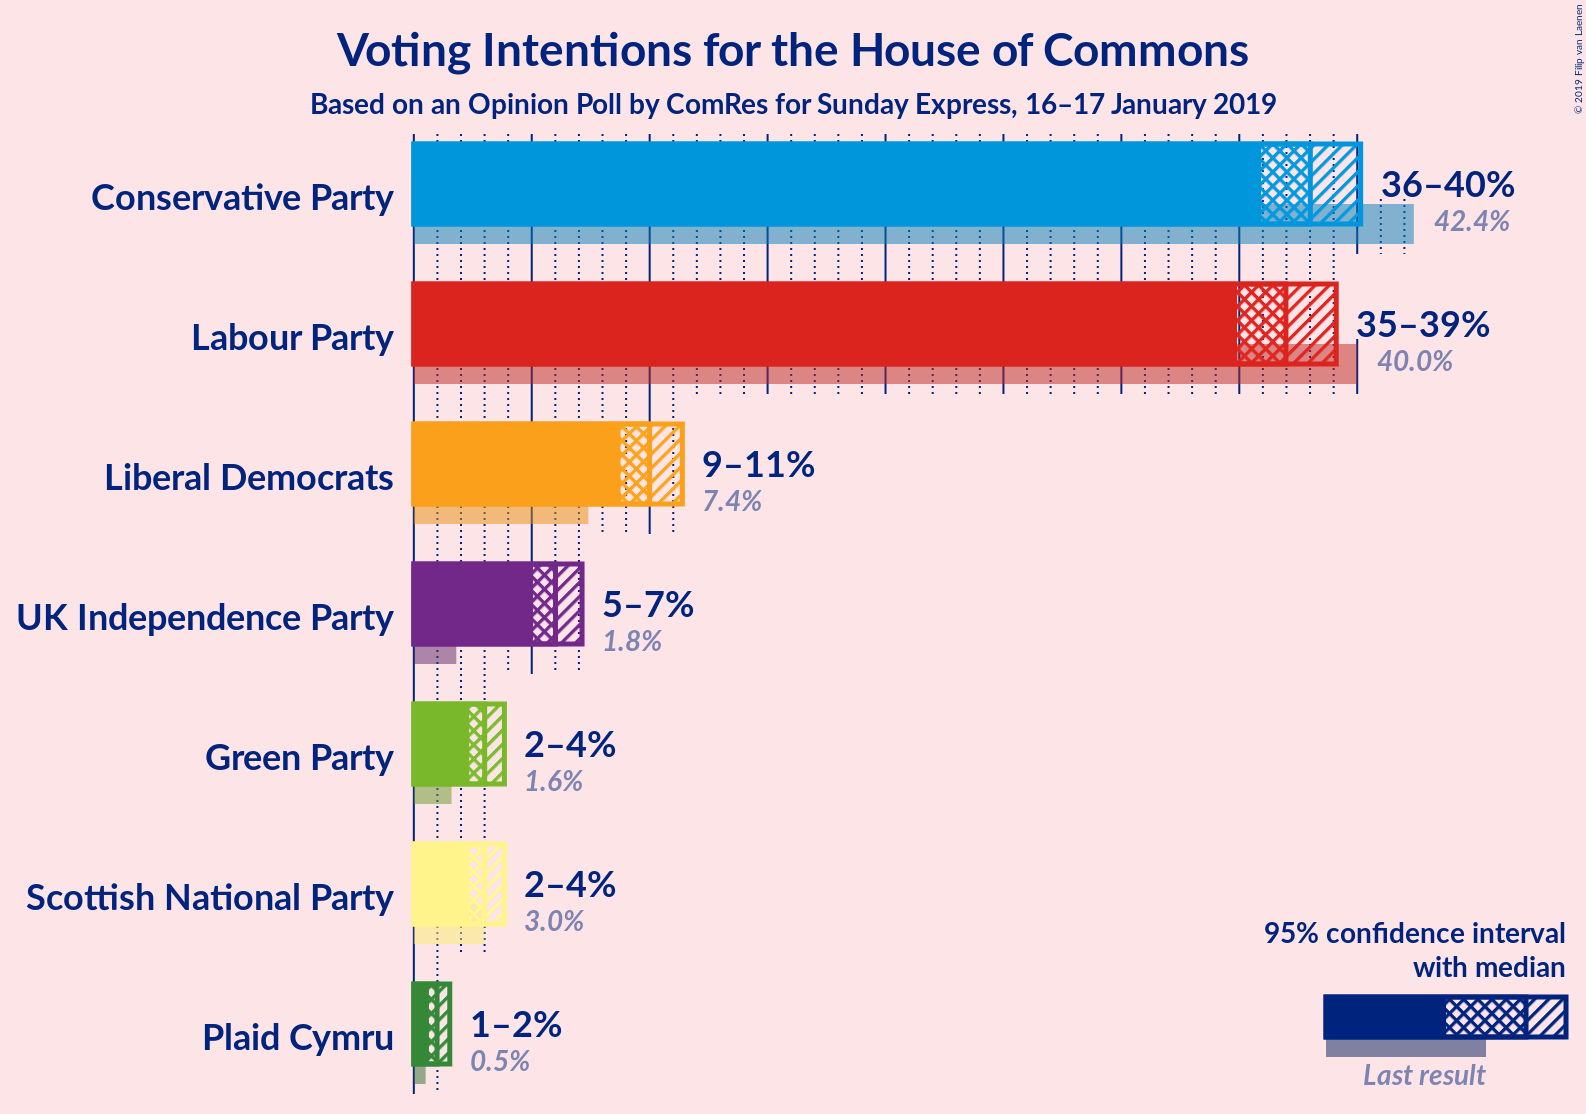 Voting Intentions for the House of Commons
Based on an Opinion Poll by ComRes for Sunday Express, 16–17 January 2019
© 2019 Filip van Laenen
Conservative Party
36–40%
42.4%
Labour Party
35–39%
40.0%
Liberal Democrats
9–11%
7.4%
UK Independence Party
5–7%
1.8%
Green Party
2–4%
1.6%
Scottish National Party
2–4%
3.0%
Plaid Cymru
1–2%
0.5%
95% confidence interval
with median
Last result